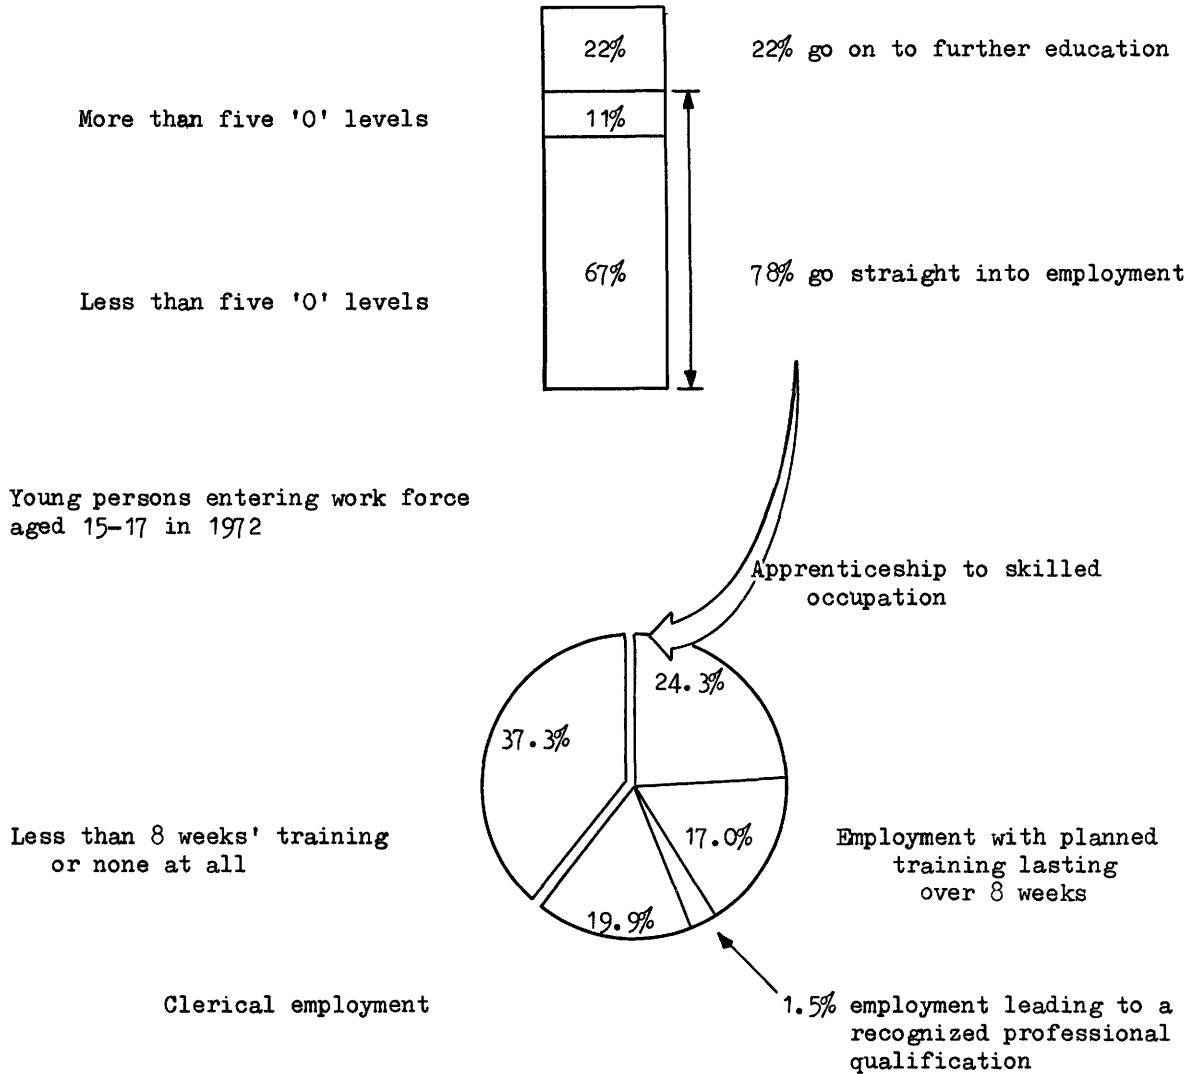 22%
22% go on to further education
More than five 'O' levels
11%
67%
78% go straight into employment
Less than five 'O' levels
Young persons entering work force
aged 15-17 in 1972
Apprenticeship to skilled
occupation
24.3%
37.3%
17.0%
Less than 8 weeks' training
or none at all
Employment with planned
training lasting
over 8 weeks
19.9%
Clerical employment
1.5% employment leading to a
recognized professional
qualification